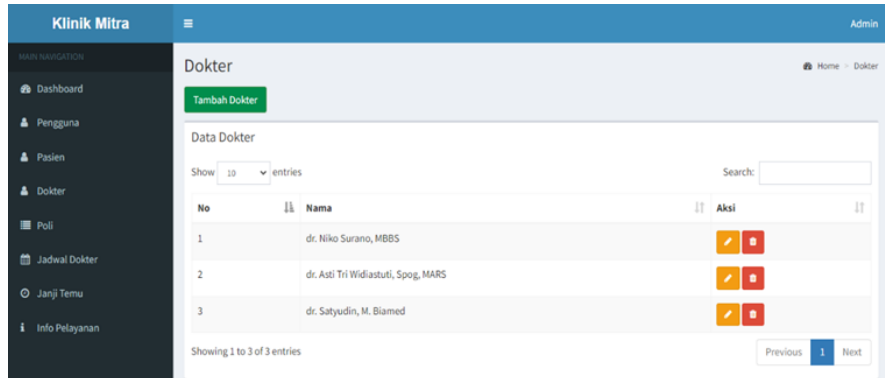 Klinik Mitra
Admin
MAIN NAVIGATION
Dashboard
Pengguna
Pasien
Dokter
Poli
Jadwal Dokter
Janji Temu
Info Pelayanan
Dokter
Home > Dokter
Tambah Dokter
Data Dokter
Show 10 entries
Search:
No Nama Aksi
1 dr. Niko Surano, MBBS
2 dr. Asti Tri Widiastuti, Spog, MARS
3 dr. Satyudin, M. Biamed
Showing 1 to 3 of 3 entries
Previous 1 Next